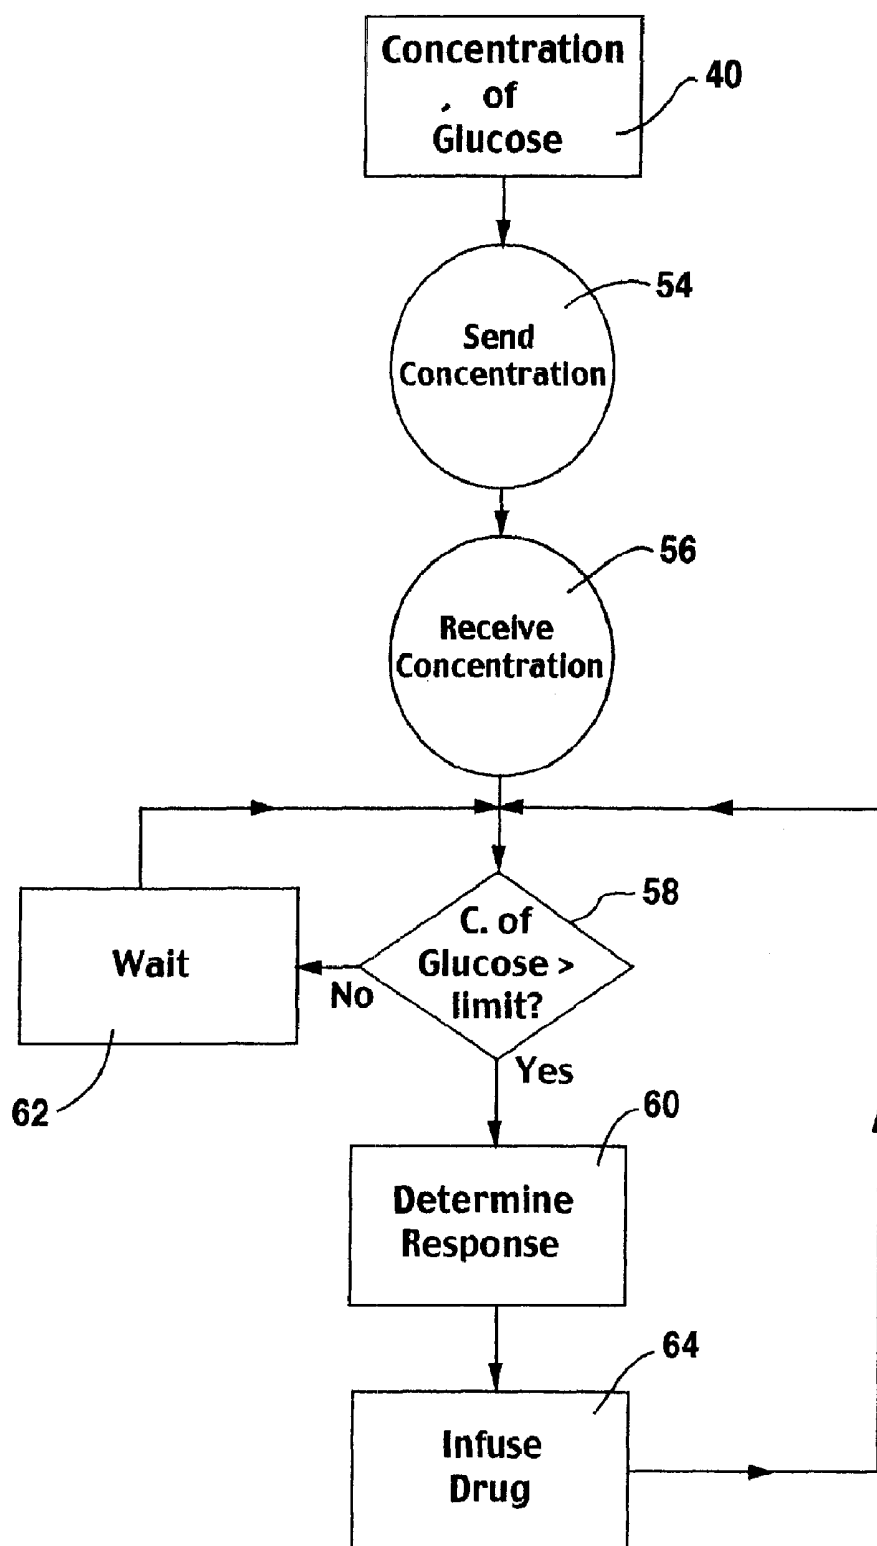 Concentration
of
Glucose
40
54
Send
Concentration
56
Receive
Concentration
58
C. of
Glucose >
limit?
Wait
No
Yes
62
60
Determine
Response
64
Infuse
Drug